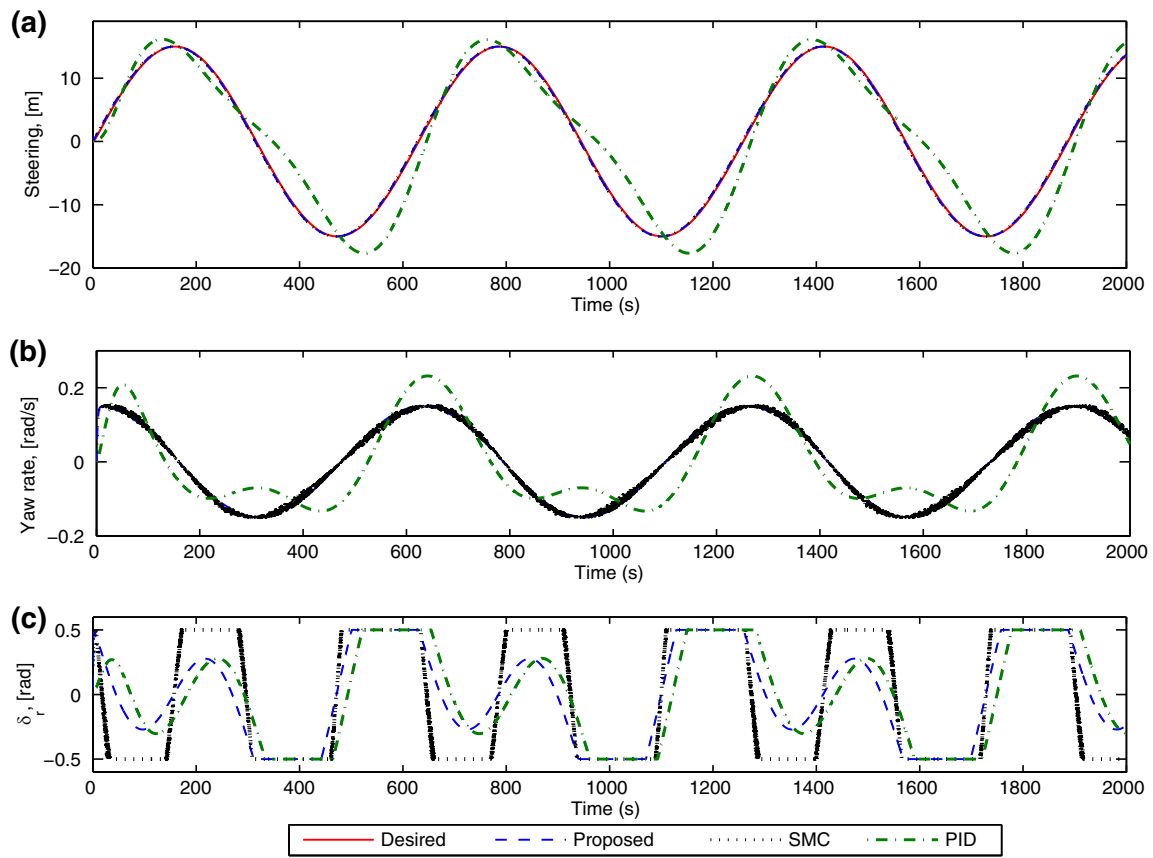 (a)
Steering, [m]
10
0
−10
−20
0 200 400 600 800 1000 1200 1400 1600 1800 2000
Time (s)
(b)
Yaw rate, [rad/s]
0.2
0
−0.2
0 200 400 600 800 1000 1200 1400 1600 1800 2000
Time (s)
(c)
δr, [rad]
0.5
0
−0.5
0 200 400 600 800 1000 1200 1400 1600 1800 2000
Time (s)
Desired Proposed SMC PID